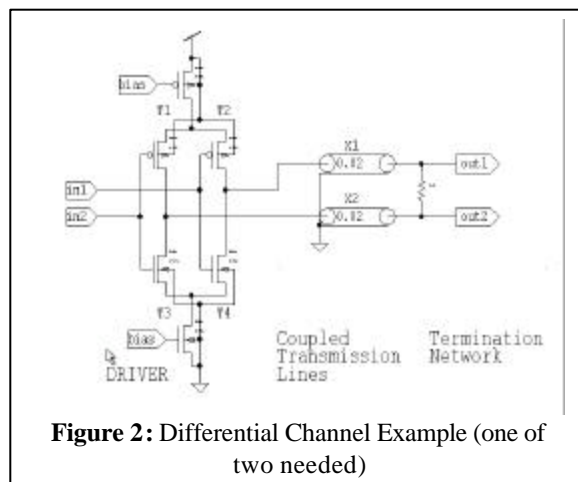 bias
Y1 Y2
X1
0.02
out1
in1
in2
X2
0.02
out2
Y3 Y4
bias
DRIVER
Coupled
Transmission
Lines
Termination
Network
Figure 2: Differential Channel Example (one of
two needed)